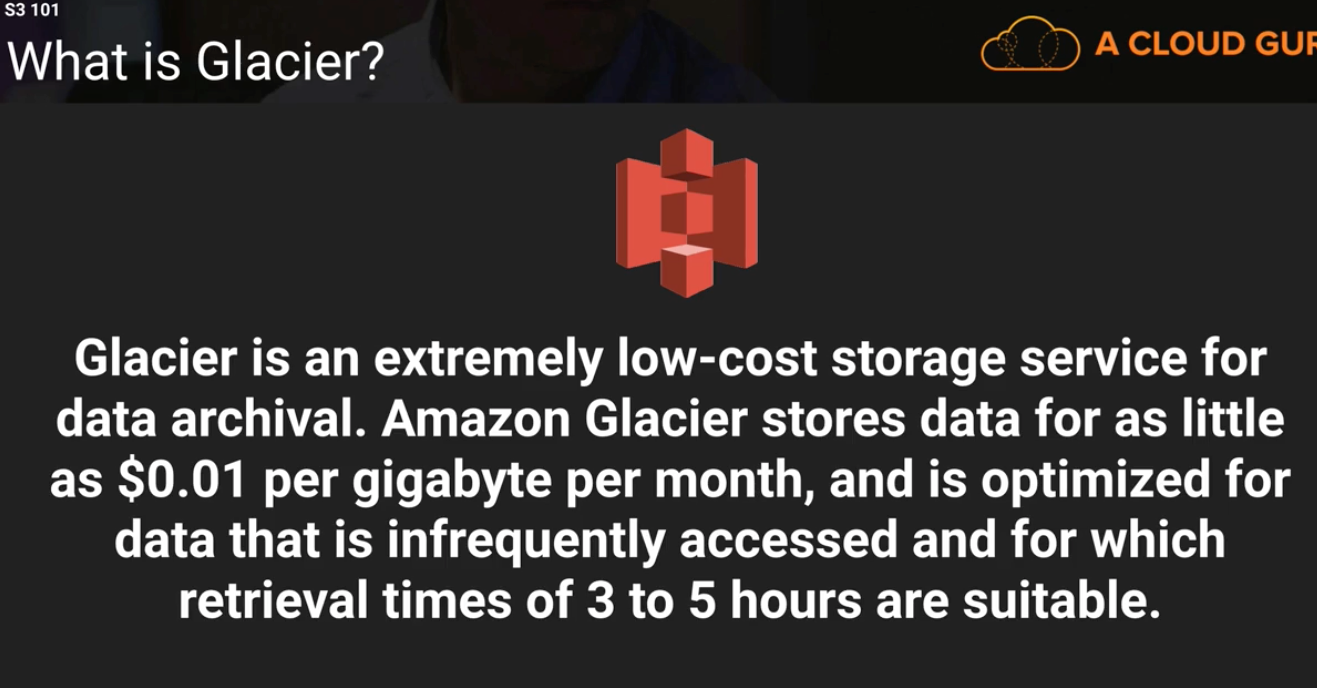 S3 101
What is Glacier?
A CLOUD
Glacier is an extremely low-cost storage service for
data archival. Amazon Glacier stores data for as little
as $0.01 per gigabyte per month, and is optimized for
data that is infrequently accessed and for which
retrieval times of 3 to 5 hours are suitable.